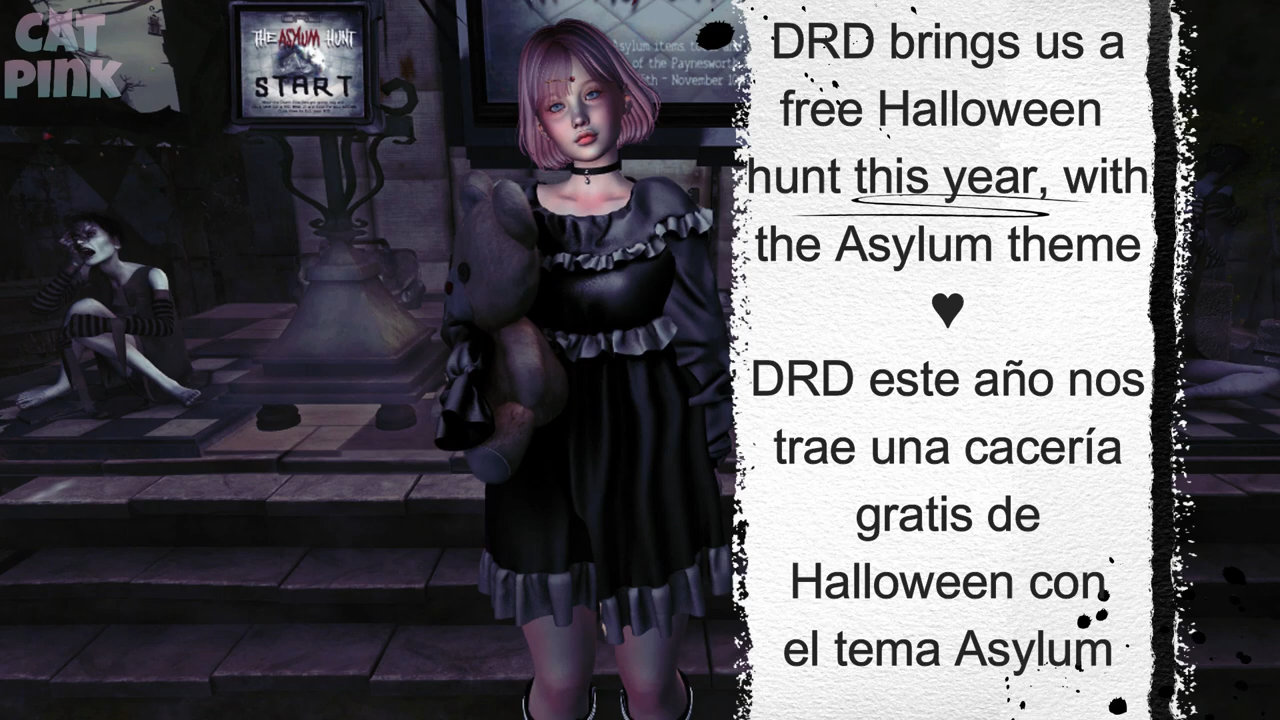 CAT
PINK
THE ASYLUM HUNT
START
Asylum items
of the Paynesworth
- November
DRD brings us a
free Halloween
hunt this year, with
the Asylum theme
♥
DRD este año nos
trae una cacería
gratis de
Halloween con
el tema Asylum